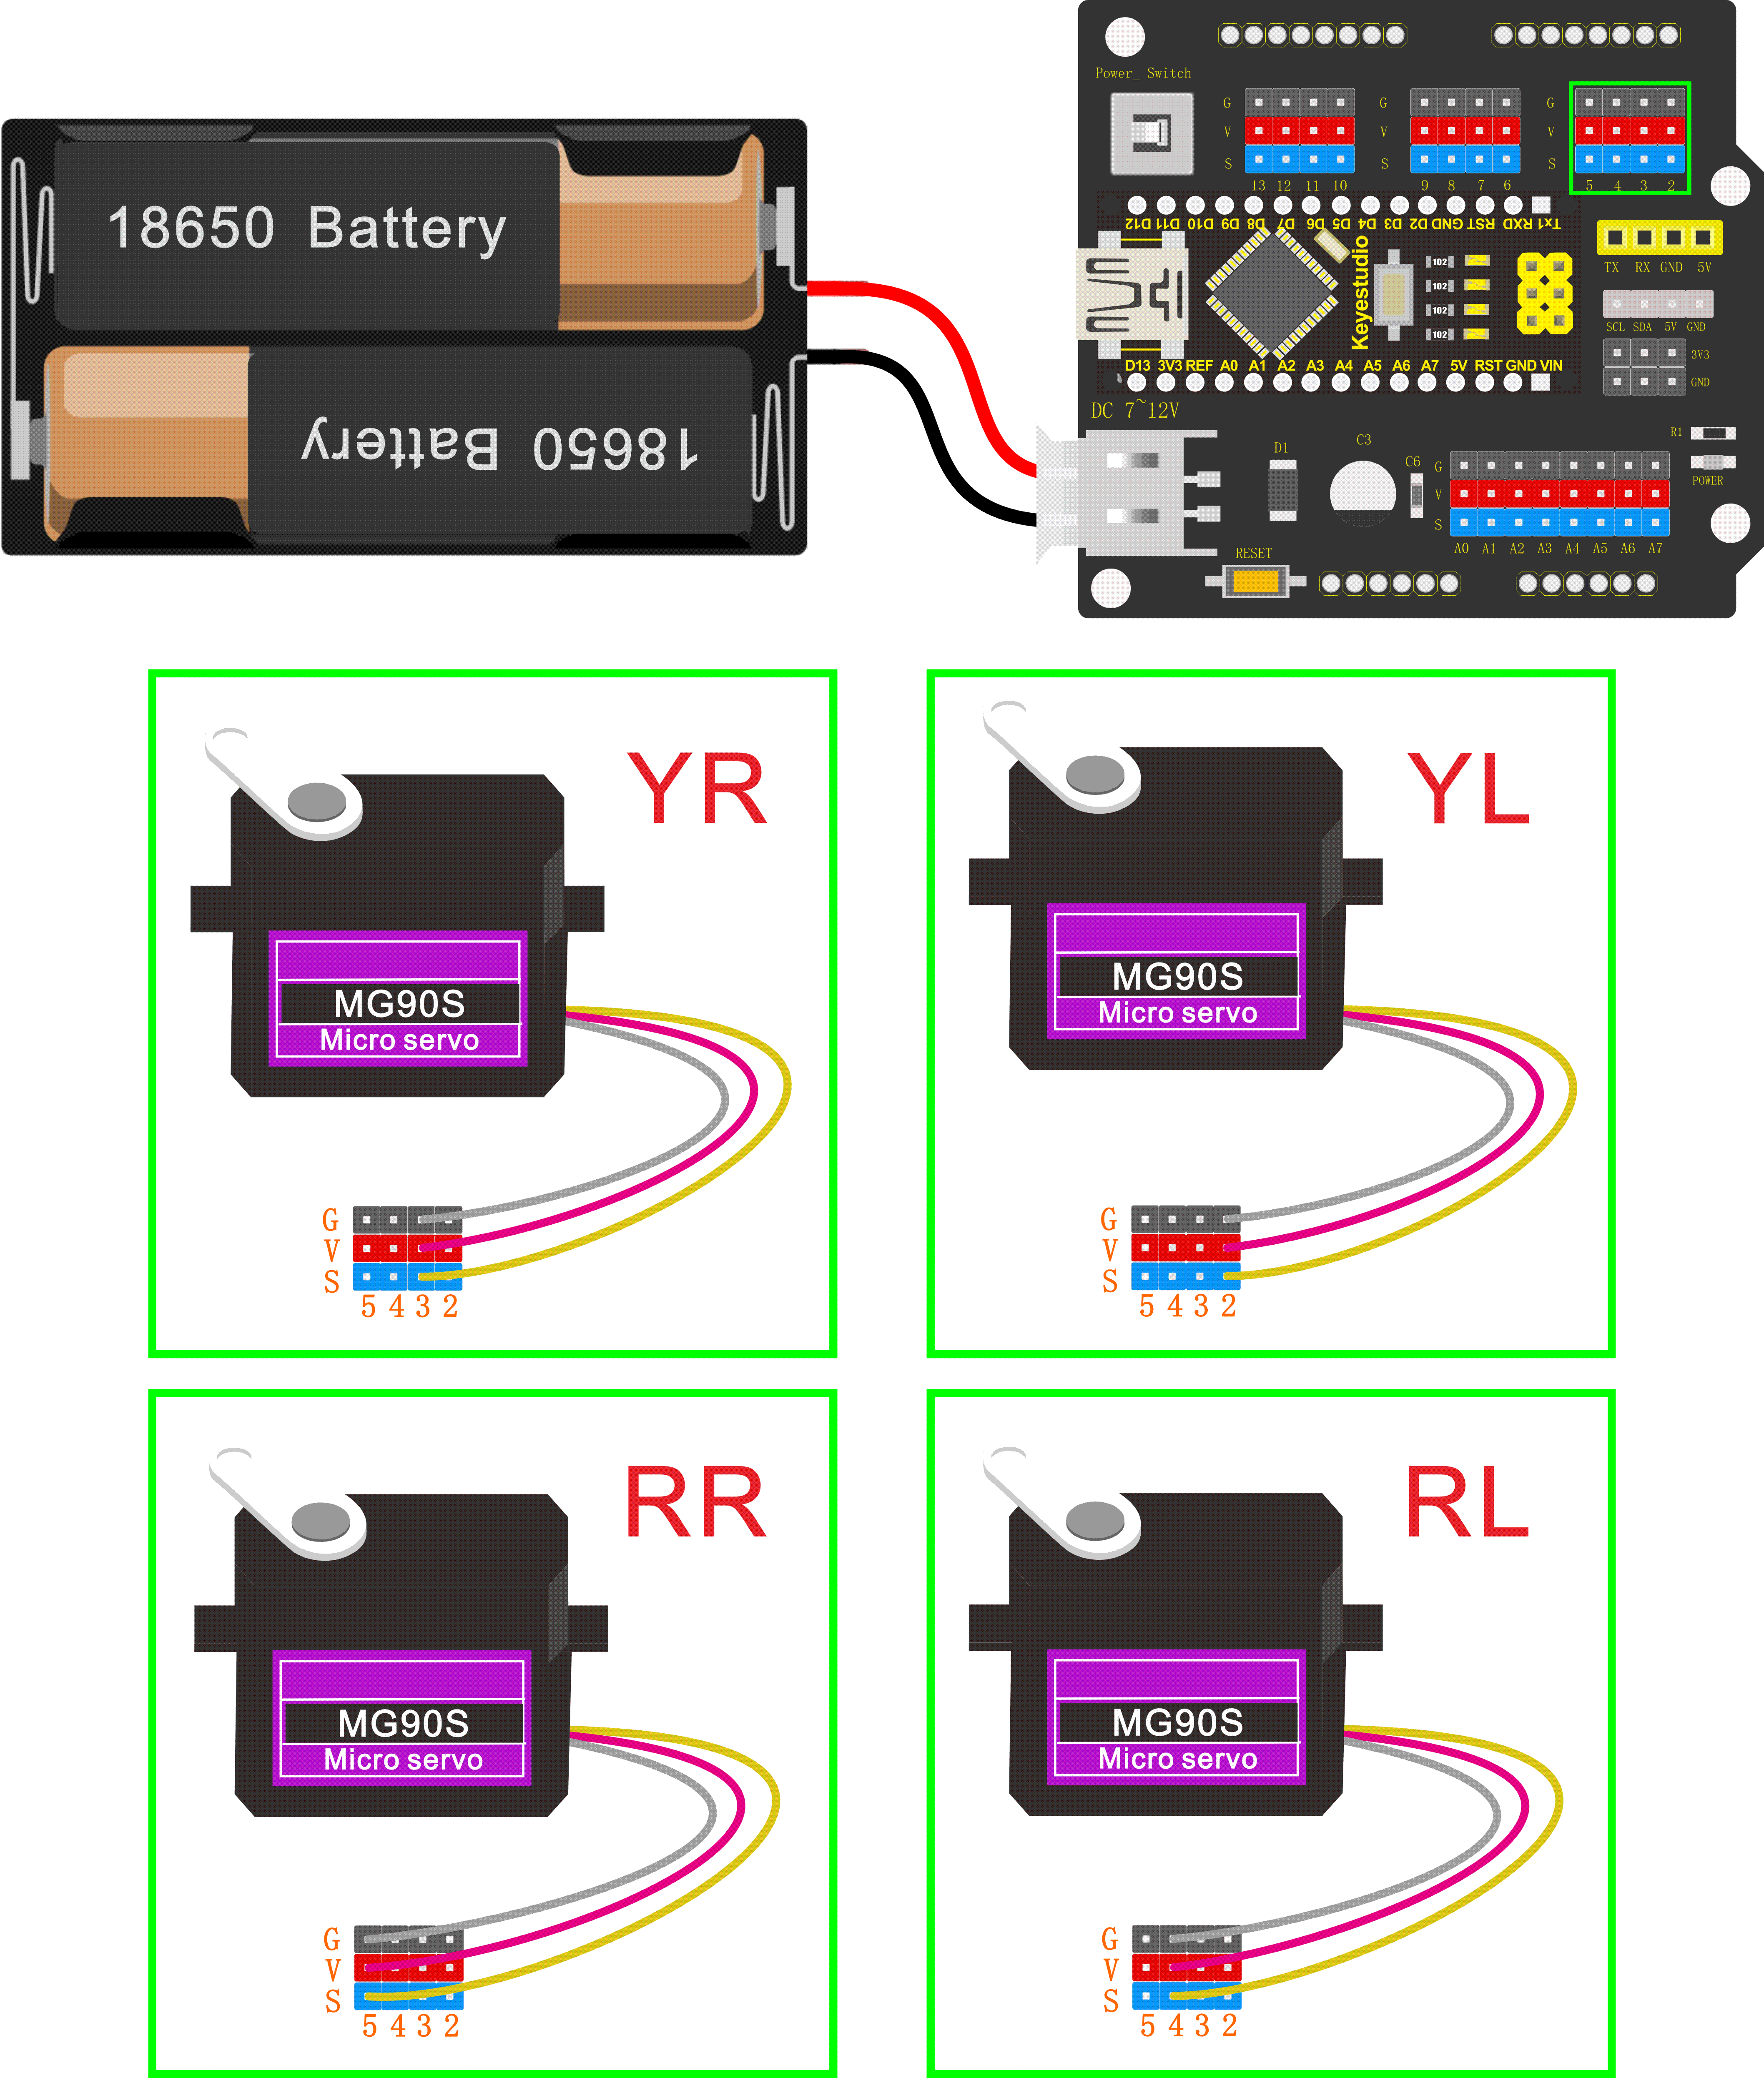 Power_ Switch
G G G
V V V
S S S
13 12 11 10 9 8 7 6 5 4 3 2
18650 Battery
D12 D11 D10 D9 D8 D7 D6 D5 D4 D3 D2 GND RST RXD Tx1
Keyestudio
102
102
102
102
TX RX GND 5V
SCL SDA 5V GND
3V3
GND
D13 3V3 REF A0 A1 A2 A3 A4 A5 A6 A7 5V RST GND VIN
DC 7~12V
18650 Battery
D1 C3 C6
R1
POWER
G
V
S
A0 A1 A2 A3 A4 A5 A6 A7
RESET
YR
MG90S
Micro servo
G
V
S
5 4 3 2
YL
MG90S
Micro servo
G
V
S
5 4 3 2
RR
MG90S
Micro servo
G
V
S
5 4 3 2
RL
MG90S
Micro servo
G
V
S
5 4 3 2